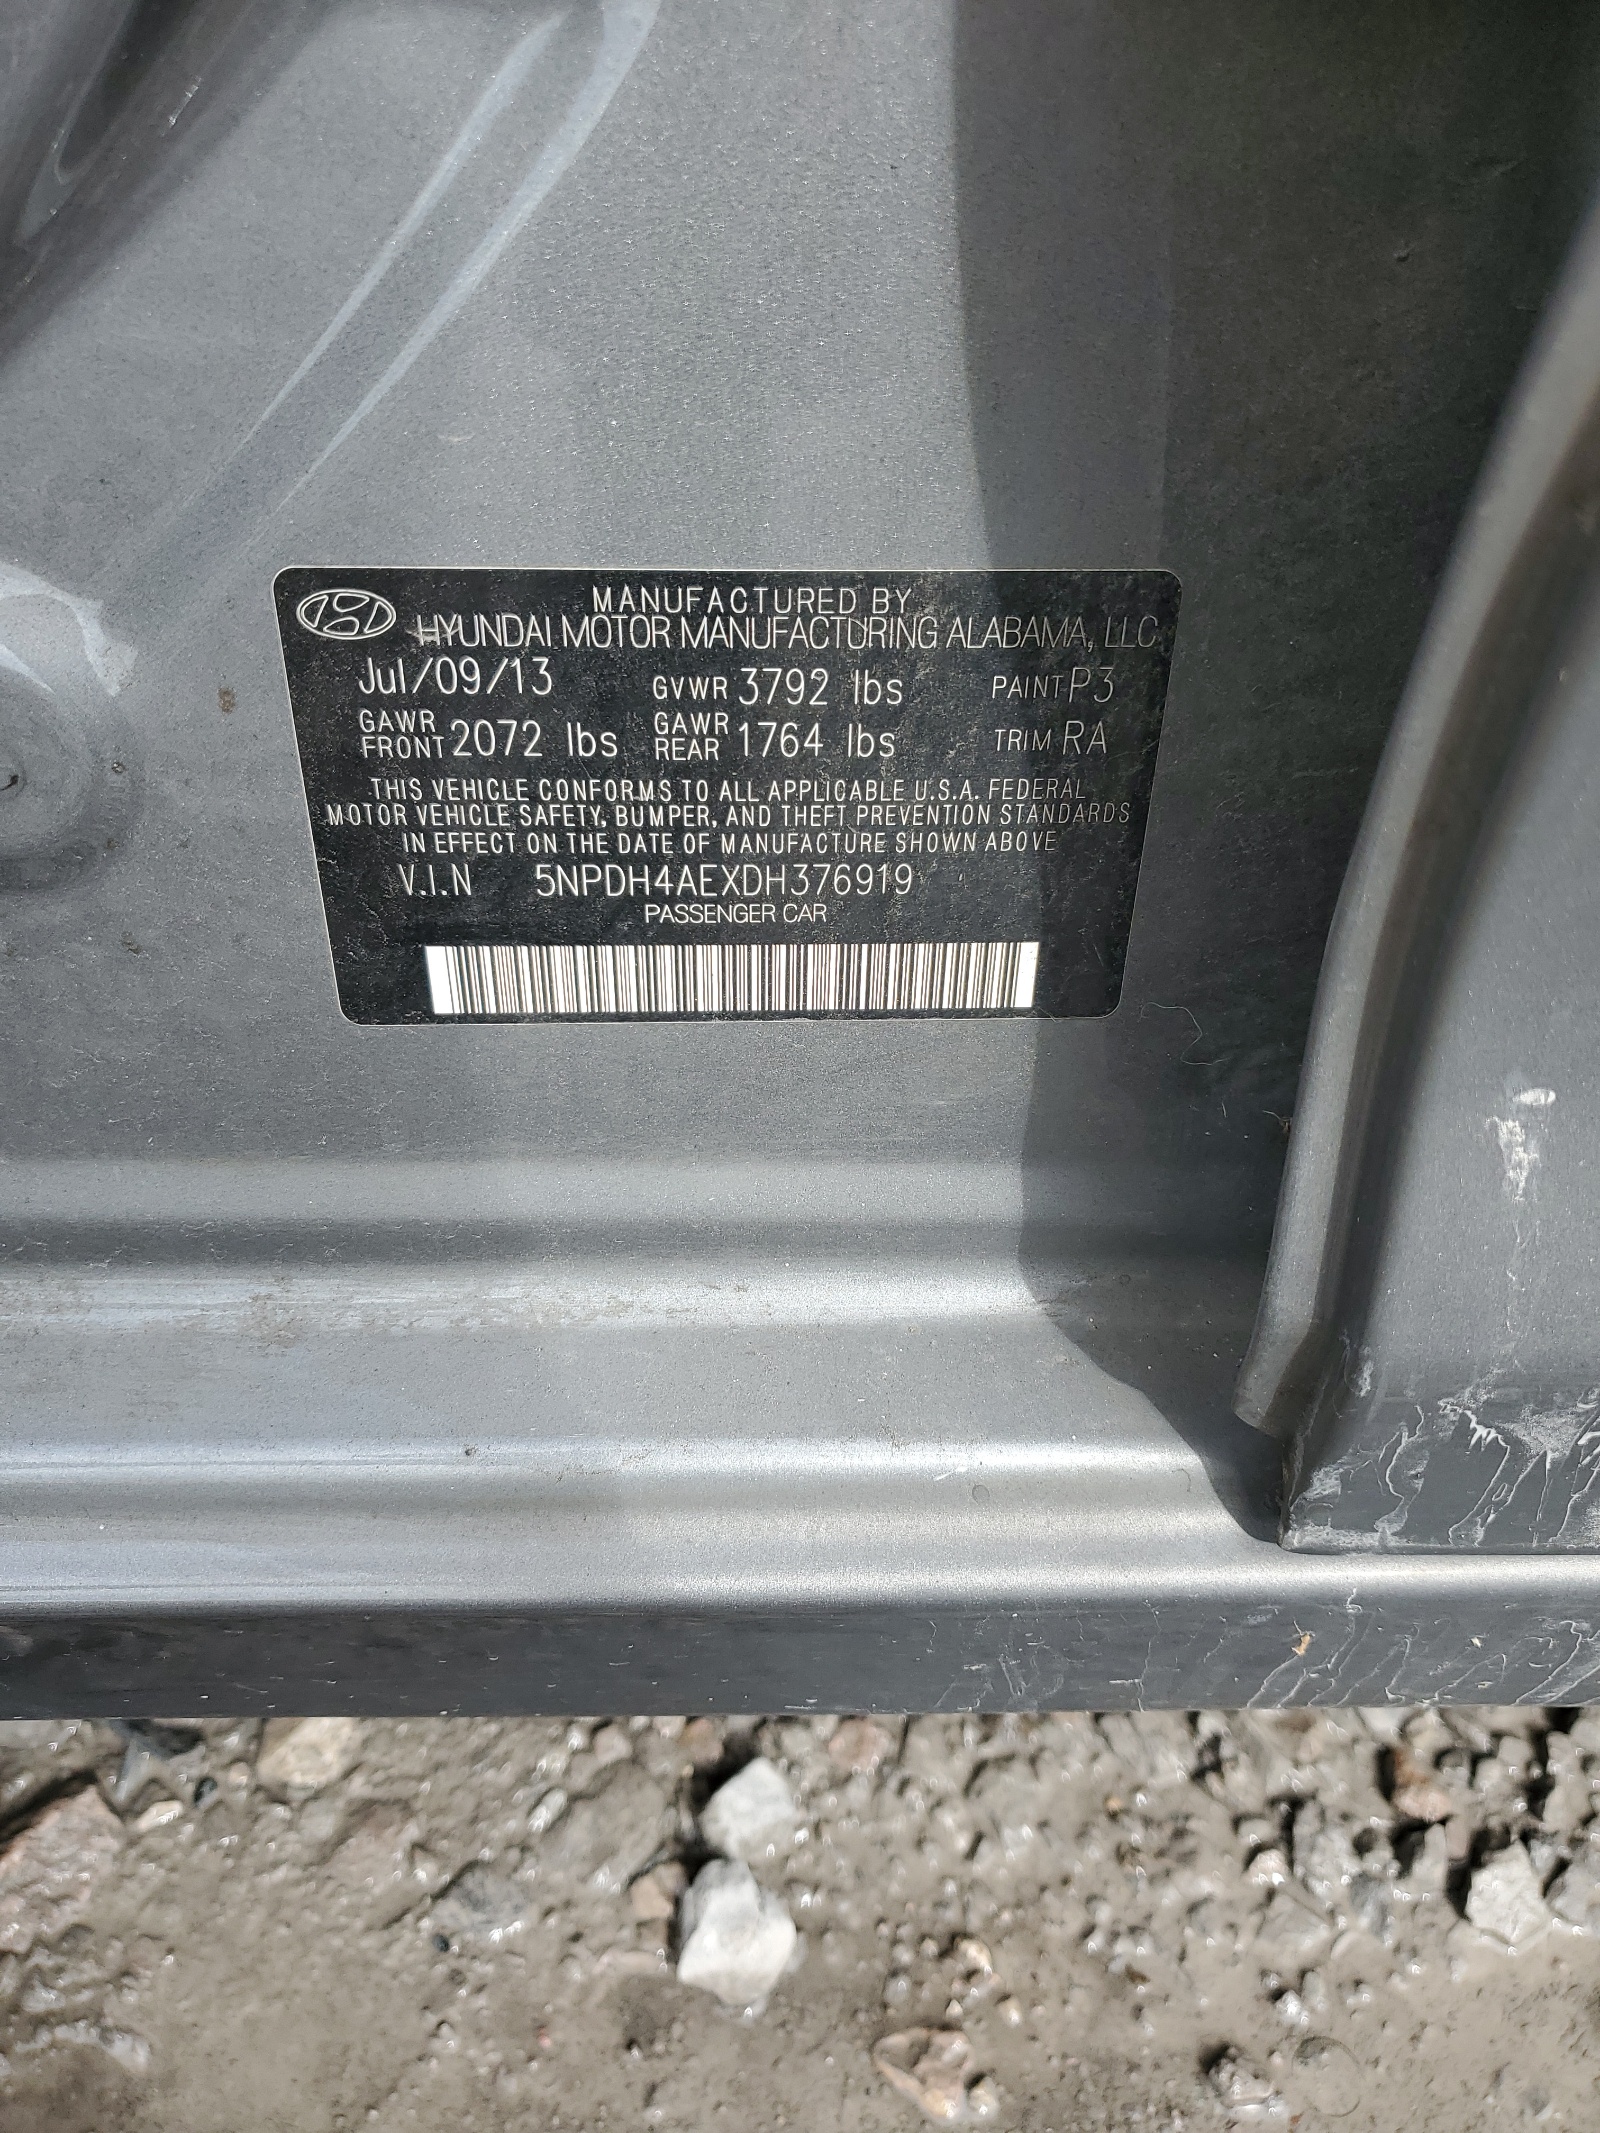 MANUFACTURED BY
HYUNDAI MOTOR MANUFACTURING ALABAMA, LLC
Jul/09/13 GVWR 3792 lbs PAINT P3
GAWR FRONT 2072 lbs GAWR REAR 1764 lbs TRIM RA
THIS VEHICLE CONFORMS TO ALL APPLICABLE U.S.A. FEDERAL
MOTOR VEHICLE SAFETY, BUMPER, AND THEFT PREVENTION STANDARDS
IN EFFECT ON THE DATE OF MANUFACTURE SHOWN ABOVE
V.I.N 5NPDH4AEXDH376919
PASSENGER CAR